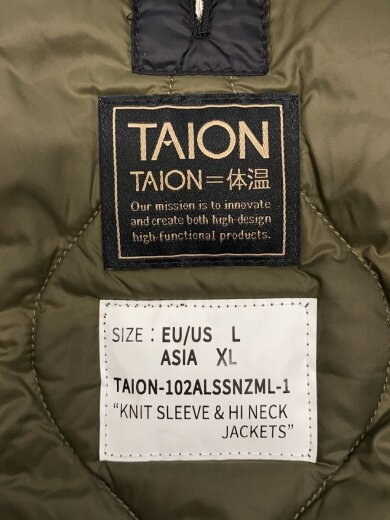 TAION
TAION=体温
Our mission is to innovate
and create both high-design
high-functional products.
SIZE : EU/US L
ASIA XL
TAION-102ALSSNZML-1
“KNIT SLEEVE & HI NECK
JACKETS”